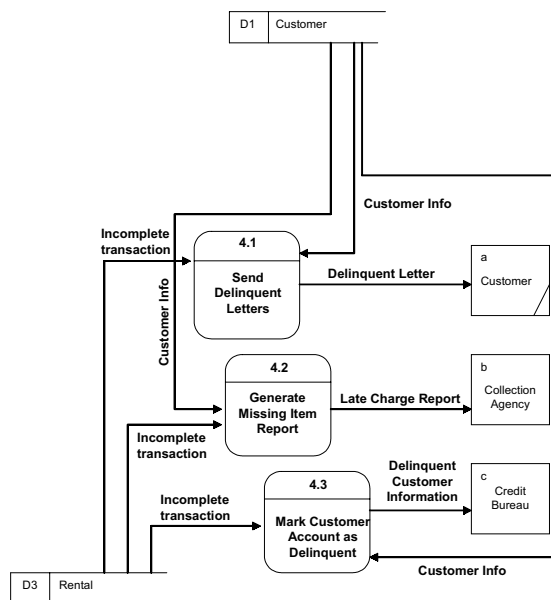 D1 Customer
Customer Info
Incomplete
transaction
4.1
Send
Delinquent
Letters
Delinquent Letter
a
Customer
Customer Info
4.2
Generate
Missing Item
Report
Late Charge Report
b
Collection
Agency
Incomplete
transaction
Delinquent
Customer
Information
c
Credit
Bureau
4.3
Mark Customer
Account as
Delinquent
Incomplete
transaction
Customer Info
D3 Rental